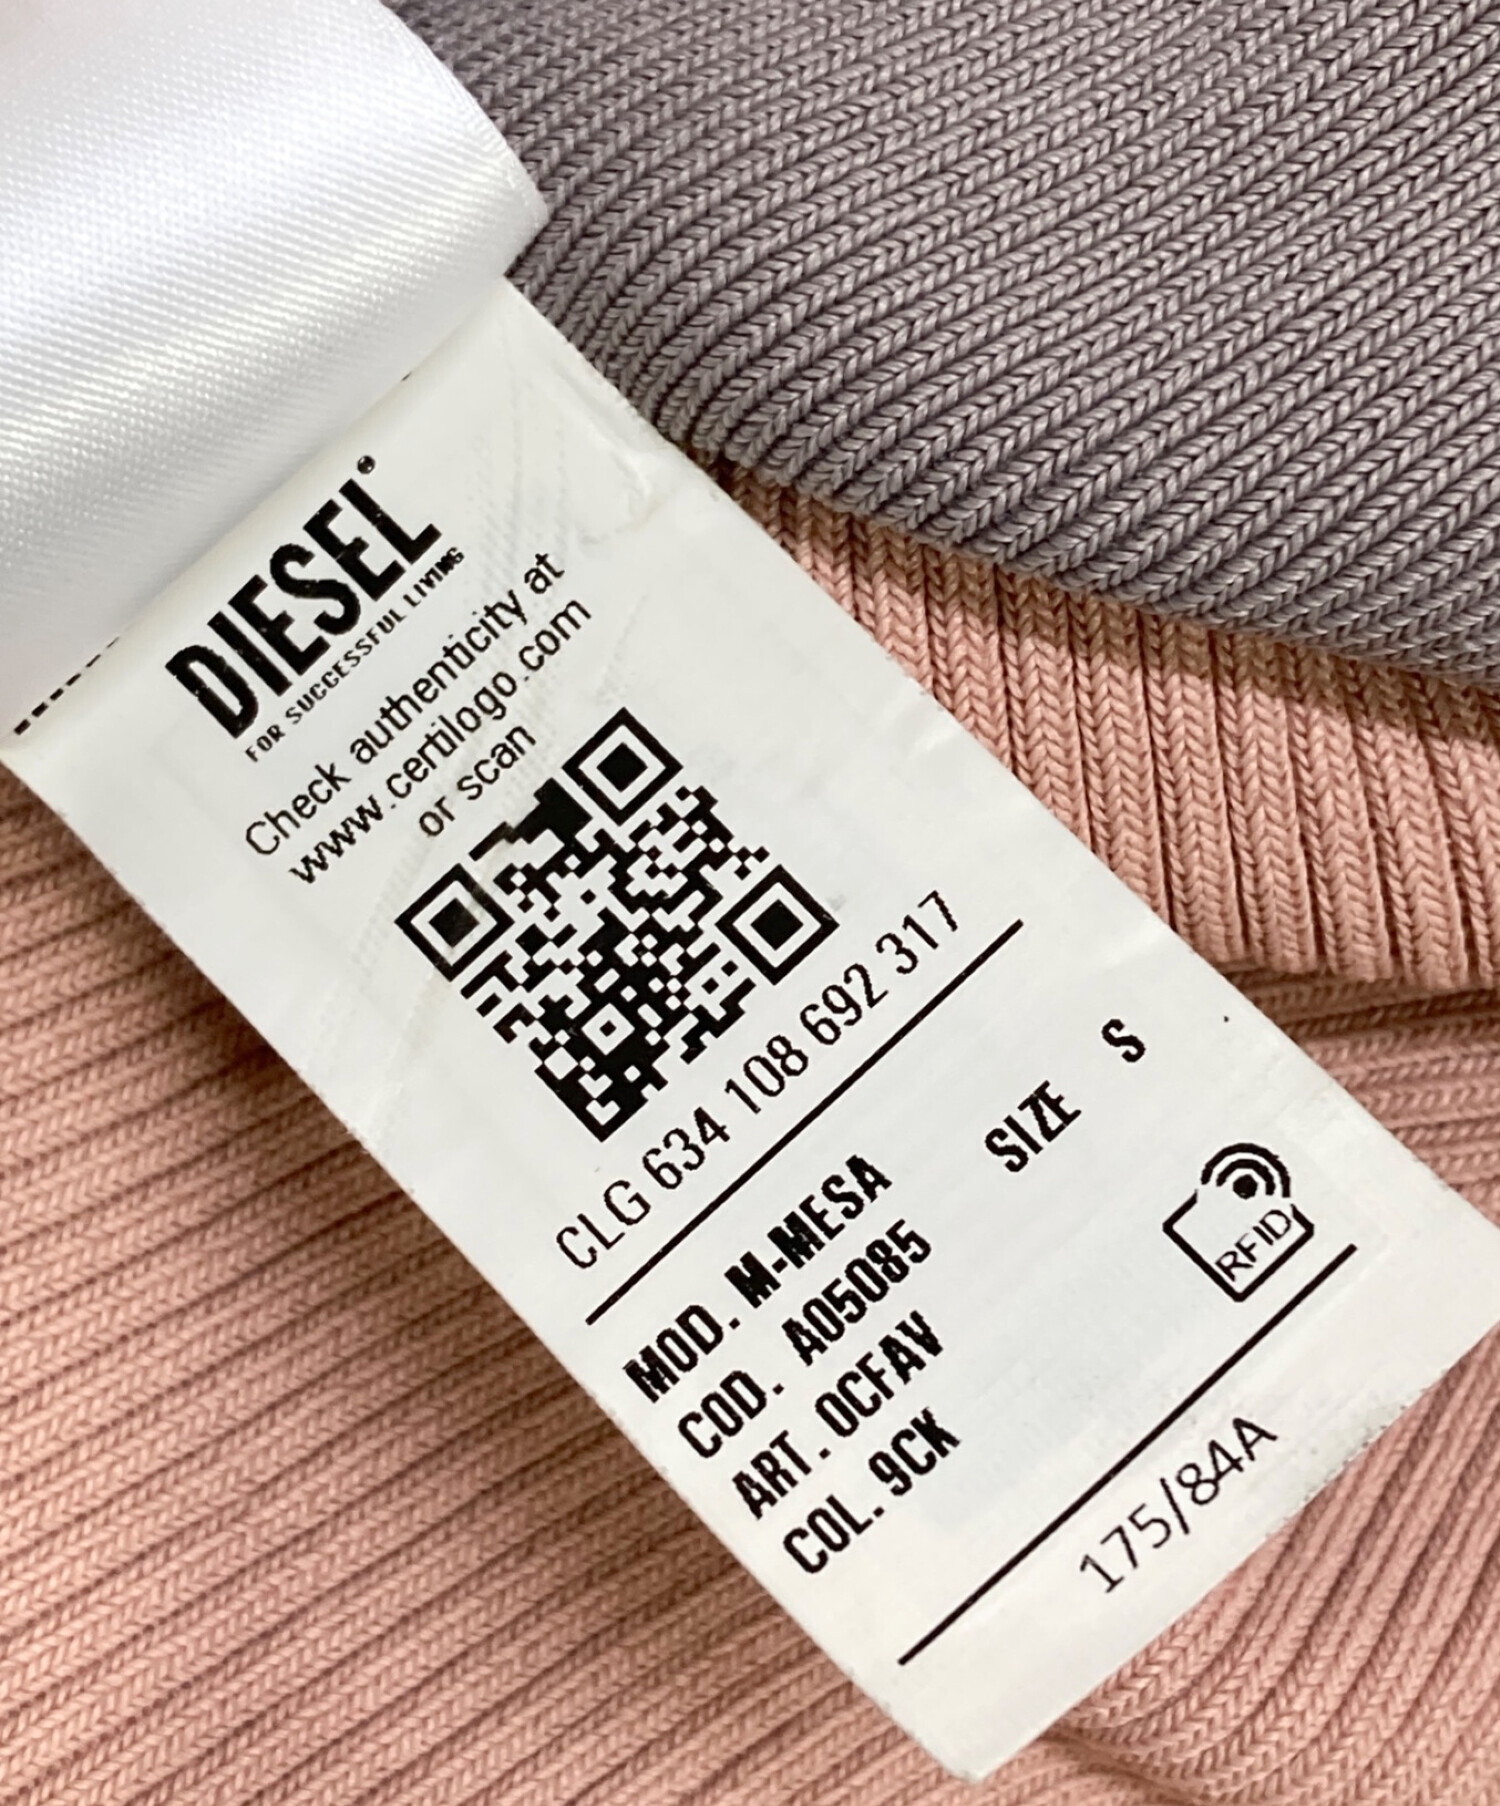 DIESEL
FOR SUCCESSFUL LIVING
Check authenticity at
www.certilogo.com
or scan
CLG 634 108 692 317
MOD. M-MESA SIZE S
COD. A05085
ART. 0CFAV
COL. 9CK
RFID
175/84A